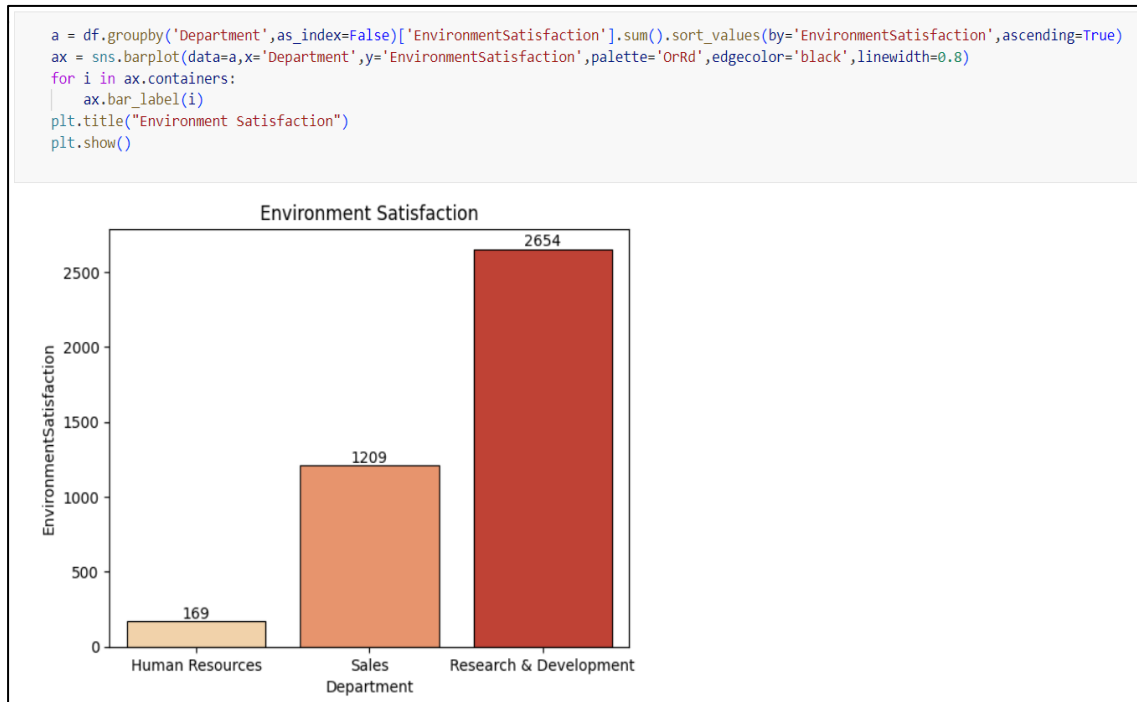 a = df.groupby('Department',as_index=False)['EnvironmentSatisfaction'].sum().sort_values(by='EnvironmentSatisfaction',ascending=True)
ax = sns.barplot(data=a,x='Department',y='EnvironmentSatisfaction',palette='OrRd',edgecolor='black',linewidth=0.8)
for i in ax.containers:
    ax.bar_label(i)
plt.title("Environment Satisfaction")
plt.show()
Environment Satisfaction
2654
2500
2000
1500
1209
1000
500
169
0
EnvironmentSatisfaction
Human Resources Sales Research & Development
Department